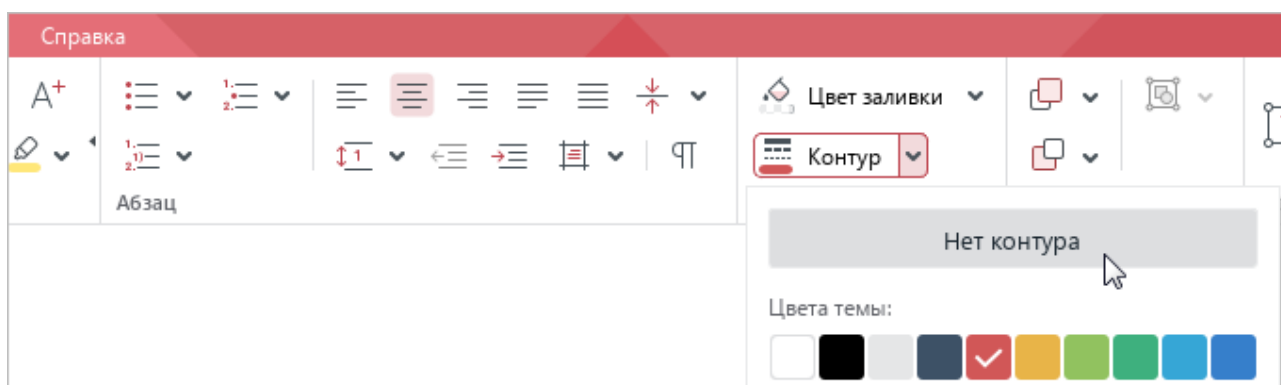 Справка
Цвет заливки
Контур
Абзац
Нет контура
Цвета темы: